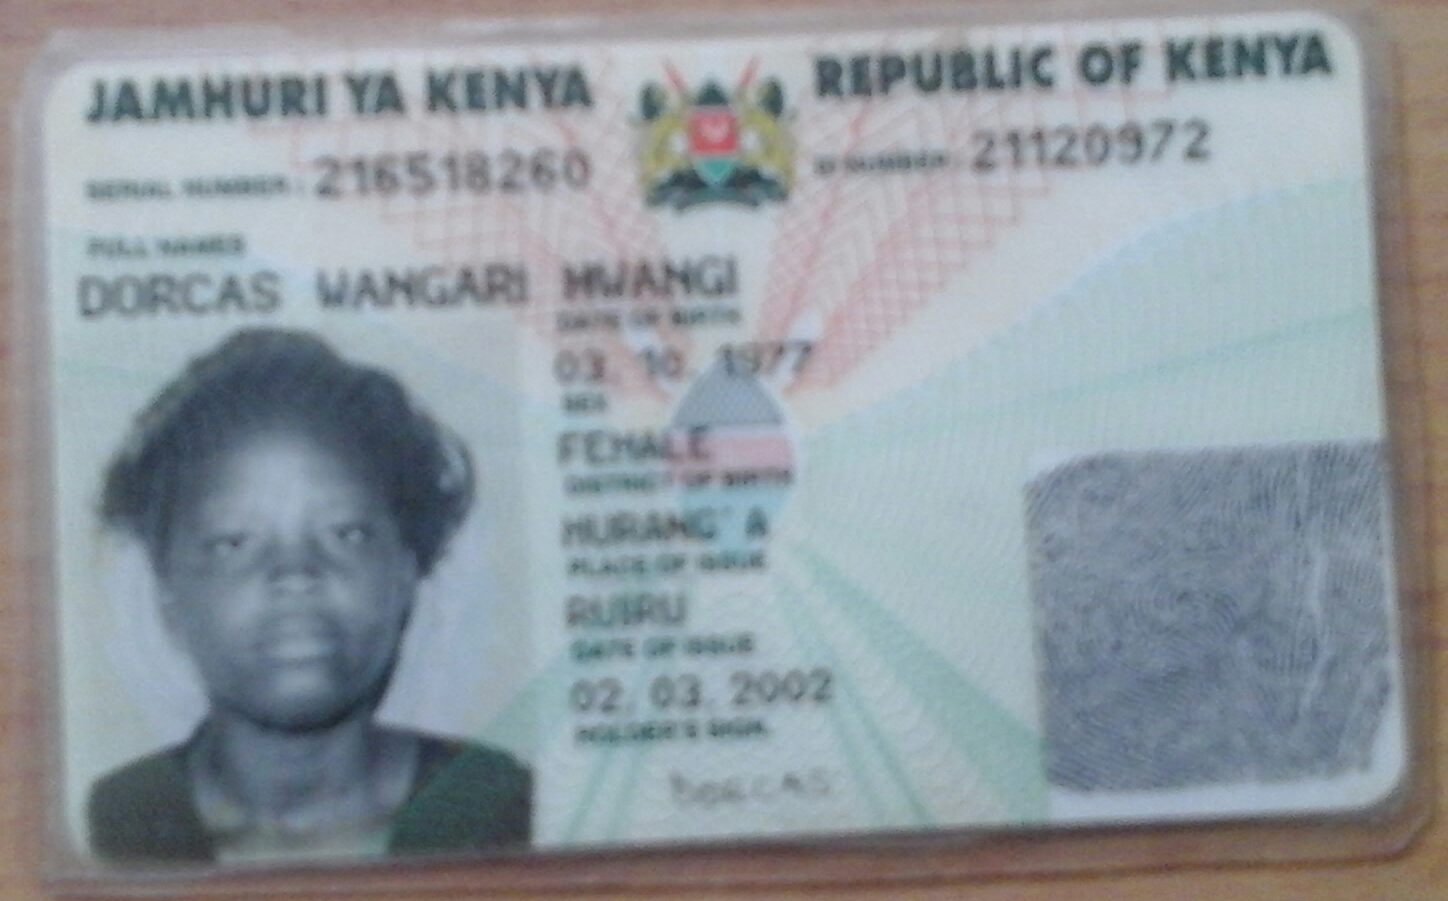 JAMHURI YA KENYA
REPUBLIC OF KENYA
SERIAL NUMBER: 216518260
ID NUMBER: 21120972
FULL NAMES
DORCAS WANGARI MWANGI
DATE OF BIRTH
03. 10. 1977
SEX
FEMALE
DISTRICT OF BIRTH
MURANG' A
PLACE OF ISSUE
RUIRU
DATE OF ISSUE
02. 03. 2002
HOLDER'S SIGN.
DORCAS